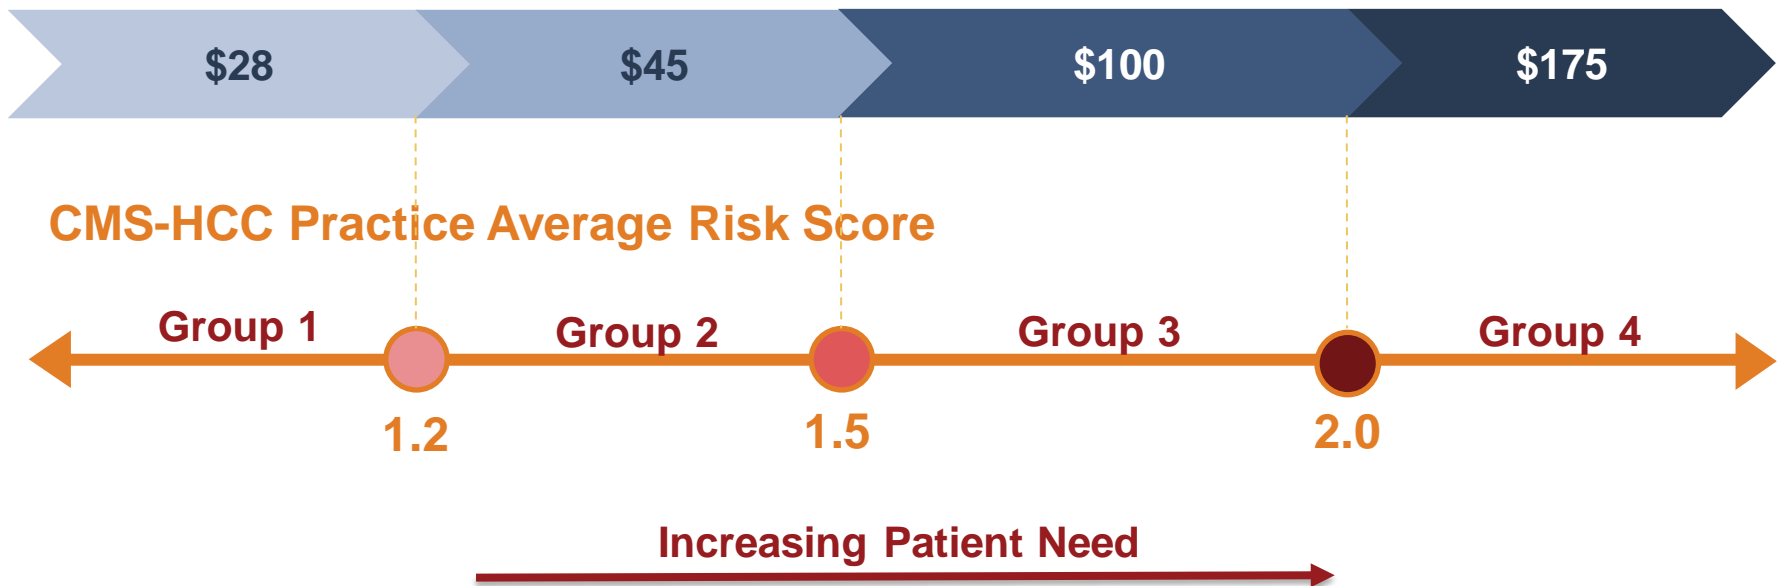 $28 $45 $100 $175
CMS-HCC Practice Average Risk Score
Group 1 Group 2 Group 3 Group 4
1.2 1.5 2.0
Increasing Patient Need